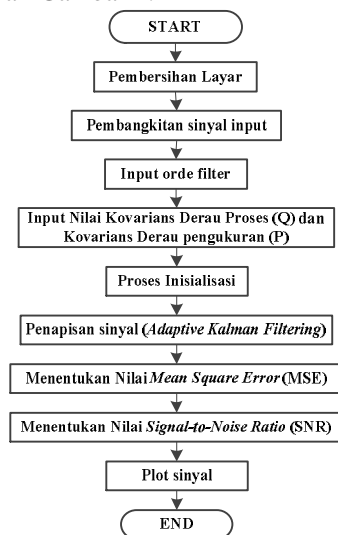 START
Pembersihan Layar
Pembangkitan sinyal input
Input orde filter
Input Nilai Kovarians Derau Proses (Q) dan
Kovarians Derau pengukuran (P)
Proses Inisialisasi
Penapisan sinyal (Adaptive Kalman Filtering)
Menentukan Nilai Mean Square Error (MSE)
Menentukan Nilai Signal-to-Noise Ratio (SNR)
Plot sinyal
END